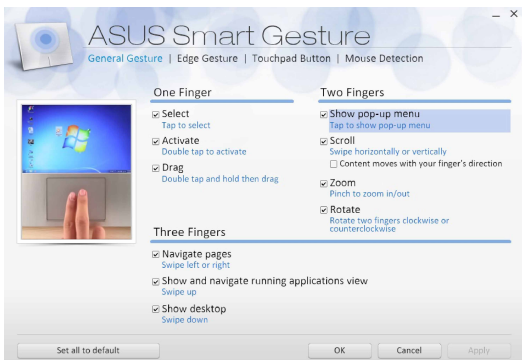 ASUS Smart Gesture
General Gesture | Edge Gesture | Touchpad Button | Mouse Detection
One Finger
Select
Tap to select
Activate
Double tap to activate
Drag
Double tap and hold then drag
Two Fingers
Show pop-up menu
Tap to show pop-up menu
Scroll
Swipe horizontally or vertically
Content moves with your finger's direction
Zoom
Pinch to zoom in/out
Rotate
Rotate two fingers clockwise or
counterclockwise
Three Fingers
Navigate pages
Swipe left or right
Show and navigate running applications view
Swipe up
Show desktop
Swipe down
Set all to default
OK
Cancel
Apply